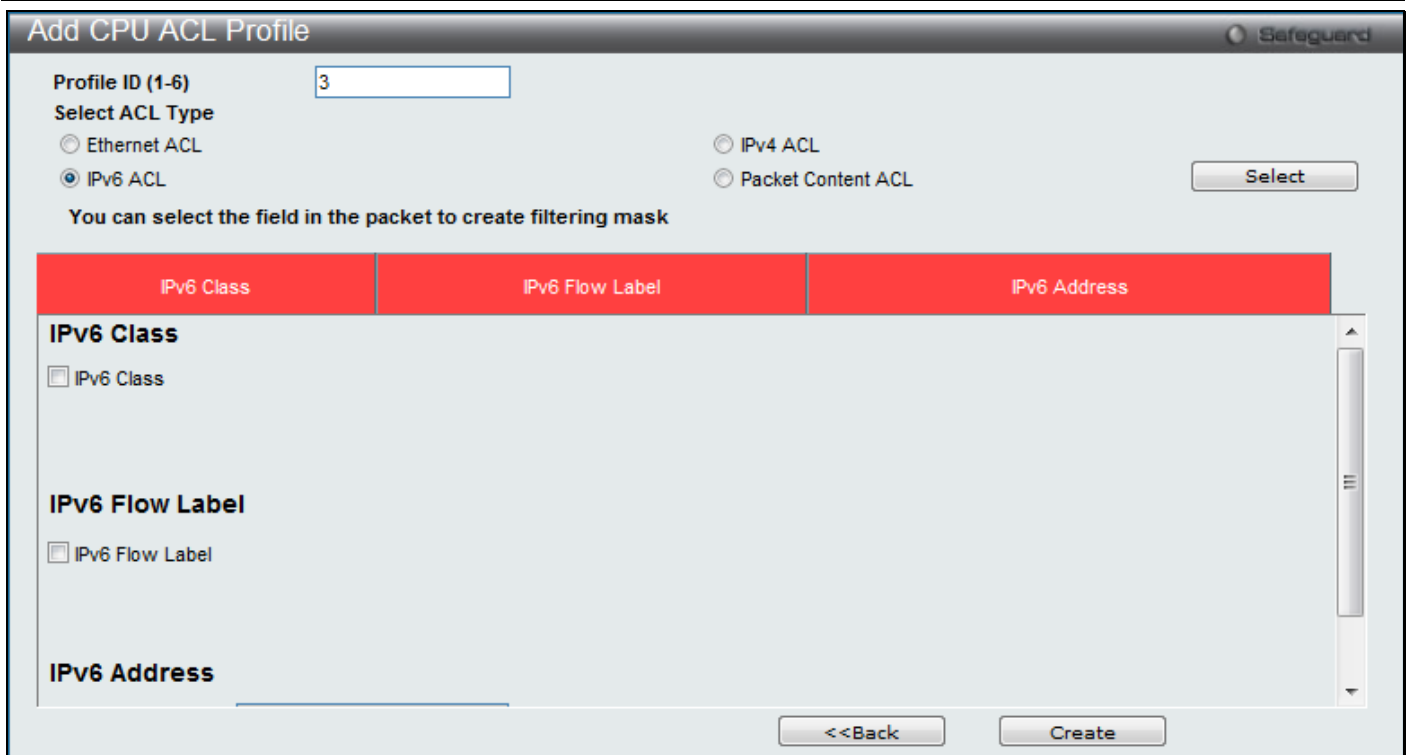 Add CPU ACL Profile
Safeguard
Profile ID (1-6) 3
Select ACL Type
Ethernet ACL
IPv4 ACL
IPv6 ACL
Packet Content ACL
Select
You can select the field in the packet to create filtering mask
IPv6 Class
IPv6 Flow Label
IPv6 Address
IPv6 Class
IPv6 Class
IPv6 Flow Label
IPv6 Flow Label
IPv6 Address
<<Back
Create